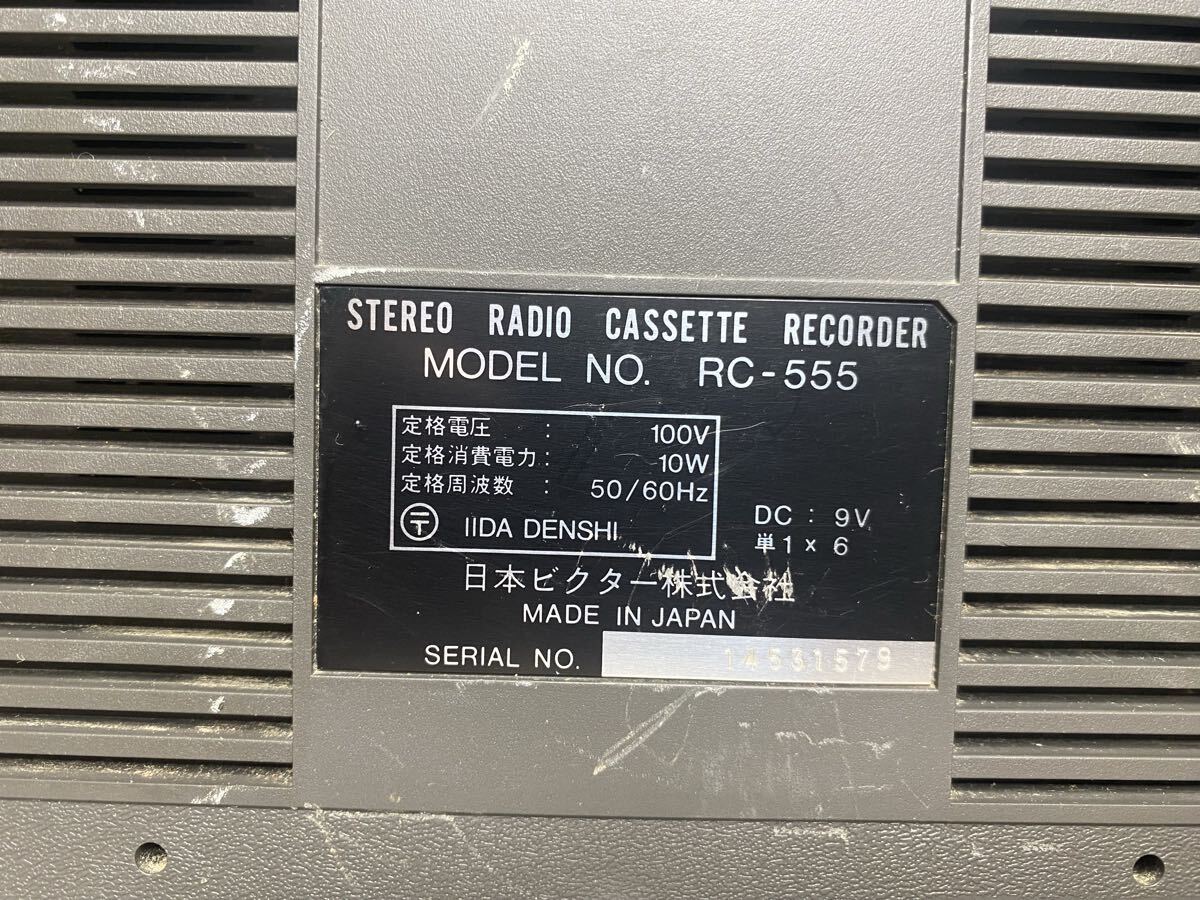 STEREO RADIO CASSETTE RECORDER
MODEL NO. RC-555
定格電圧 : 100V
定格消費電力: 10W
定格周波数 : 50/60Hz
〒 IIDA DENSHI
DC : 9V
単1×6
日本ビクター株式会社
MADE IN JAPAN
SERIAL NO. 14531579